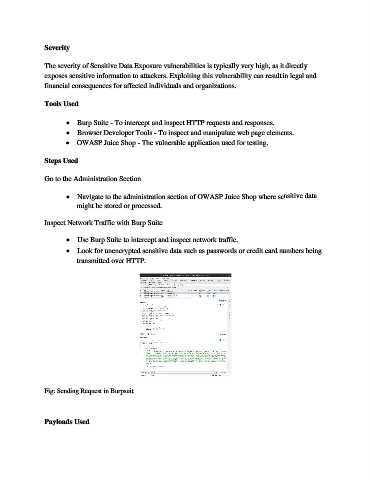 Severity
The severity of Sensitive Data Exposure vulnerabilities is typically very high, as it directly
exposes sensitive information to attackers. Exploiting this vulnerability can result in legal and
financial consequences for affected individuals and organizations.
Tools Used
• Burp Suite - To intercept and inspect HTTP requests and responses.
• Browser Developer Tools - To inspect and manipulate web page elements.
• OWASP Juice Shop - The vulnerable application used for testing.
Steps Used
Go to the Administration Section
• Navigate to the administration section of OWASP Juice Shop where sensitive data
might be stored or processed.
Inspect Network Traffic with Burp Suite
• Use Burp Suite to intercept and inspect network traffic.
• Look for unencrypted sensitive data such as passwords or credit card numbers being
transmitted over HTTP.
Fig: Sending Request in Burpsuit
Payloads Used